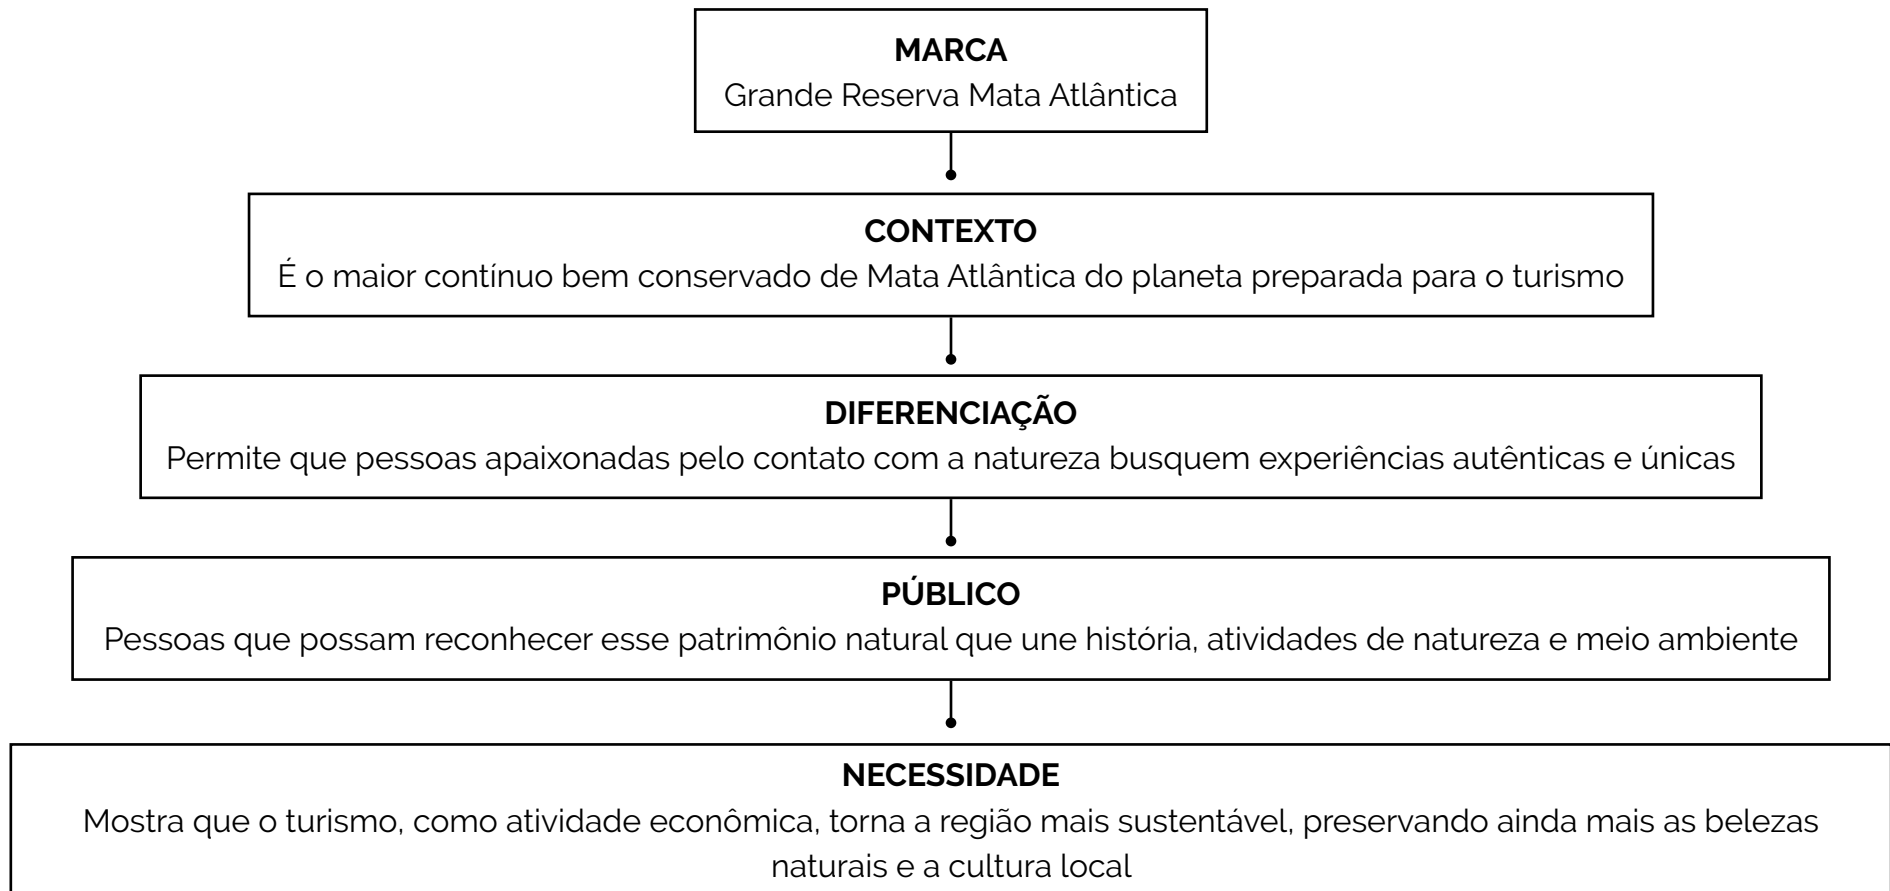 MARCA
Grande Reserva Mata Atlântica
CONTEXTO
É o maior contínuo bem conservado de Mata Atlântica do planeta preparada para o turismo
DIFERENCIAÇÃO
Permite que pessoas apaixonadas pelo contato com a natureza busquem experiências autênticas e únicas
PÚBLICO
Pessoas que possam reconhecer esse patrimônio natural que une história, atividades de natureza e meio ambiente
NECESSIDADE
Mostra que o turismo, como atividade econômica, torna a região mais sustentável, preservando ainda mais as belezas
naturais e a cultura local